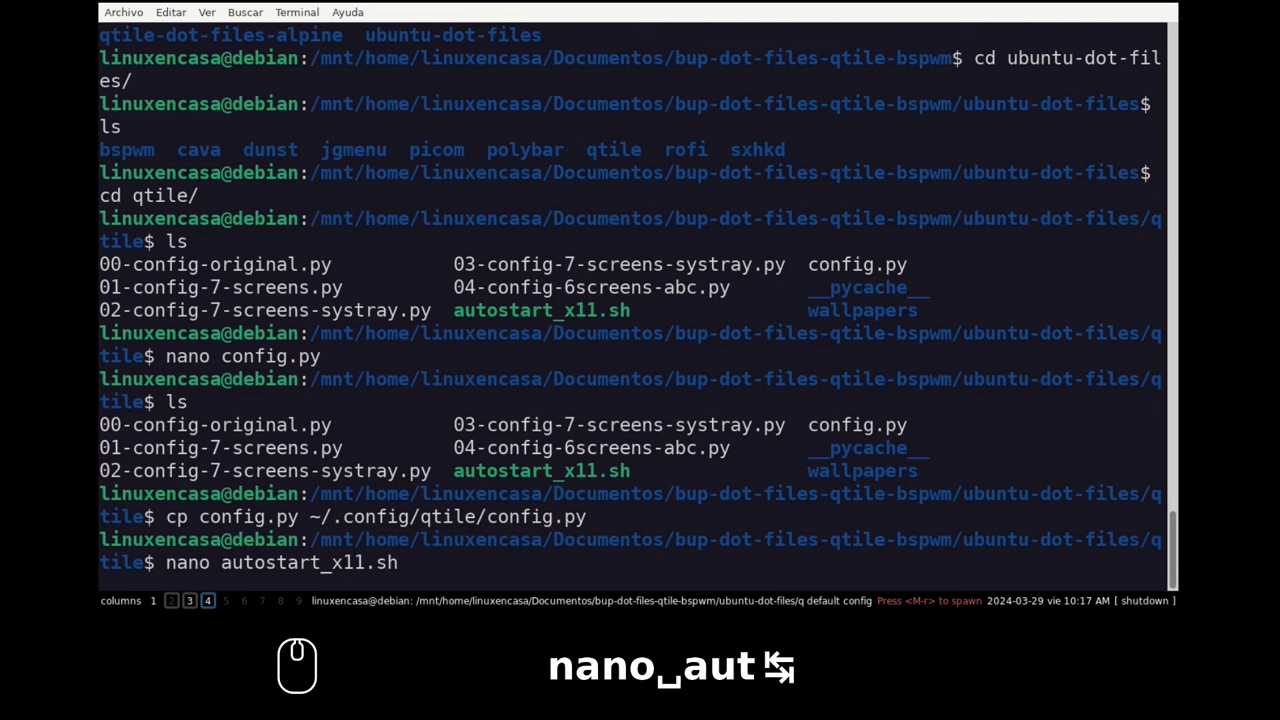 Archivo Editar Ver Buscar Terminal Ayuda
qtile-dot-files-alpine ubuntu-dot-files
linuxencasa@debian:/mnt/home/linuxencasa/Documentos/bup-dot-files-qtile-bspwm$ cd ubuntu-dot-fil
es/
linuxencasa@debian:/mnt/home/linuxencasa/Documentos/bup-dot-files-qtile-bspwm/ubuntu-dot-files$
ls
bspwm cava dunst jgmenu picom polybar qtile rofi sxhkd
linuxencasa@debian:/mnt/home/linuxencasa/Documentos/bup-dot-files-qtile-bspwm/ubuntu-dot-files$
cd qtile/
linuxencasa@debian:/mnt/home/linuxencasa/Documentos/bup-dot-files-qtile-bspwm/ubuntu-dot-files/q
tile$ ls
00-config-original.py 03-config-7-screens-systray.py config.py
01-config-7-screens.py 04-config-6screens-abc.py __pycache__
02-config-7-screens-systray.py autostart_x11.sh wallpapers
linuxencasa@debian:/mnt/home/linuxencasa/Documentos/bup-dot-files-qtile-bspwm/ubuntu-dot-files/q
tile$ nano config.py
linuxencasa@debian:/mnt/home/linuxencasa/Documentos/bup-dot-files-qtile-bspwm/ubuntu-dot-files/q
tile$ ls
00-config-original.py 03-config-7-screens-systray.py config.py
01-config-7-screens.py 04-config-6screens-abc.py __pycache__
02-config-7-screens-systray.py autostart_x11.sh wallpapers
linuxencasa@debian:/mnt/home/linuxencasa/Documentos/bup-dot-files-qtile-bspwm/ubuntu-dot-files/q
tile$ cp config.py ~/.config/qtile/config.py
linuxencasa@debian:/mnt/home/linuxencasa/Documentos/bup-dot-files-qtile-bspwm/ubuntu-dot-files/q
tile$ nano autostart_x11.sh
columns 1 2 3 4 5 6 7 8 9 linuxencasa@debian: /mnt/home/linuxencasa/Documentos/bup-dot-files-qtile-bspwm/ubuntu-dot-files/q default config Press <M-r> to spawn 2024-03-29 vie 10:17 AM [ shutdown ]
nano␣aut↹